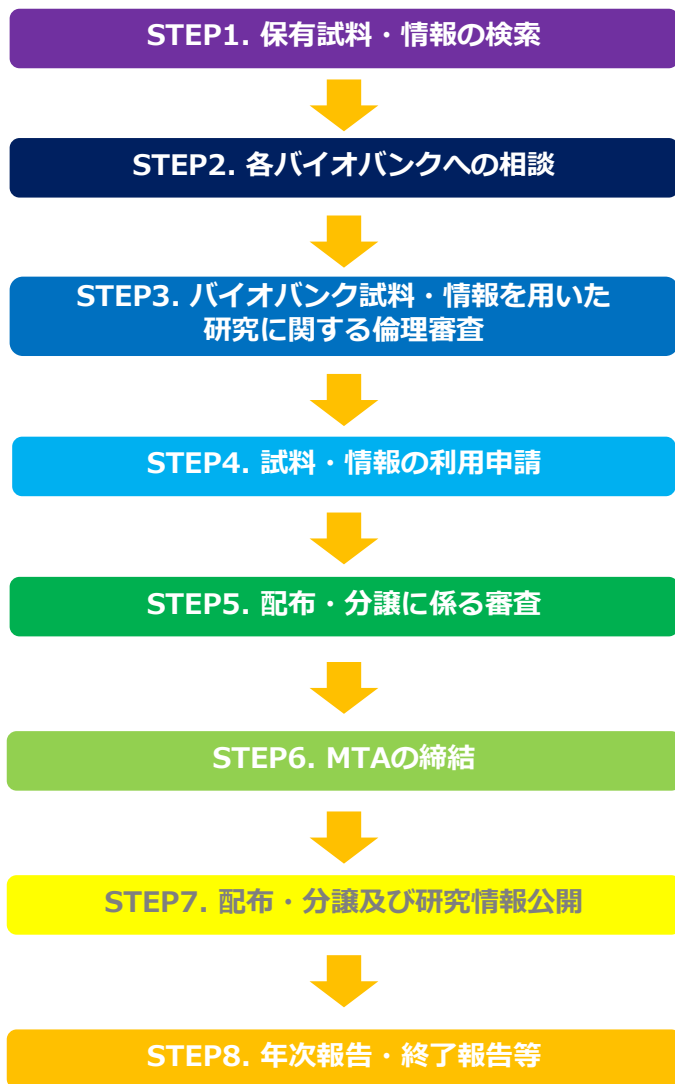 STEP1. 保有試料・情報の検索
STEP2. 各バイオバンクへの相談
STEP3. バイオバンク試料・情報を用いた
研究に関する倫理審査
STEP4. 試料・情報の利用申請
STEP5. 配布・分譲に係る審査
STEP6. MTAの締結
STEP7. 配布・分譲及び研究情報公開
STEP8. 年次報告・終了報告等